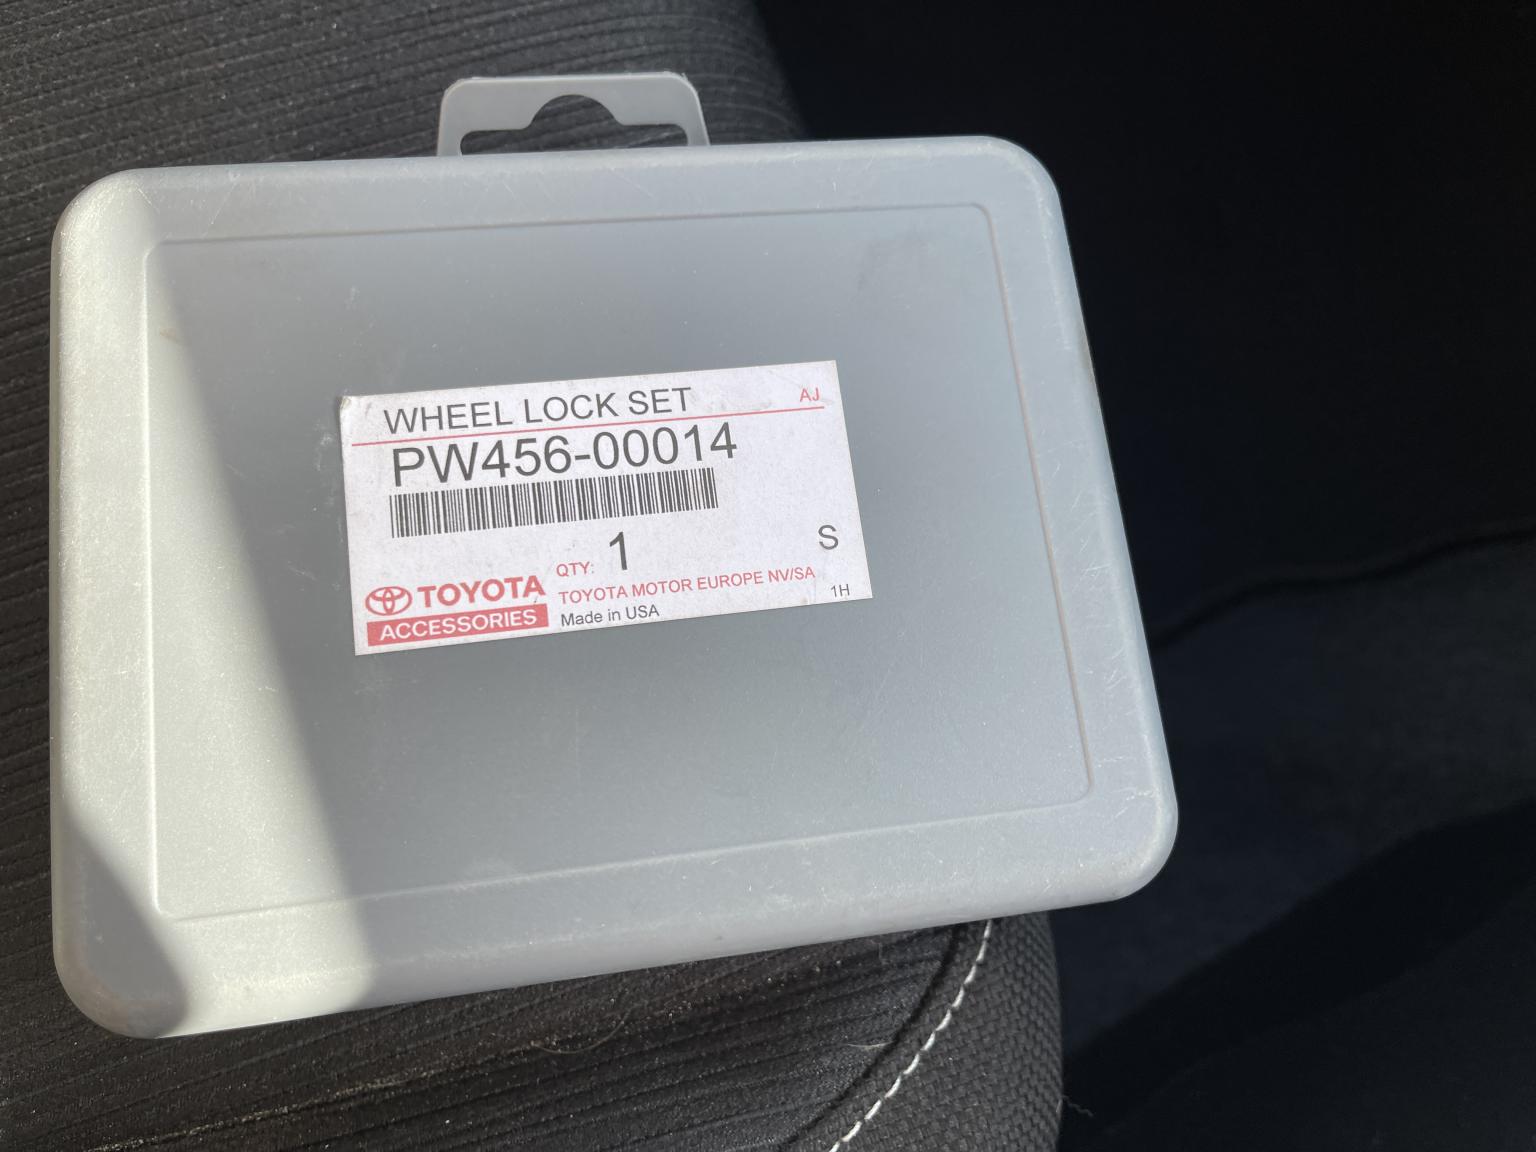 WHEEL LOCK SET AJ
PW456-00014
QTY: 1 S
TOYOTA
ACCESSORIES
TOYOTA MOTOR EUROPE NV/SA
Made in USA 1H